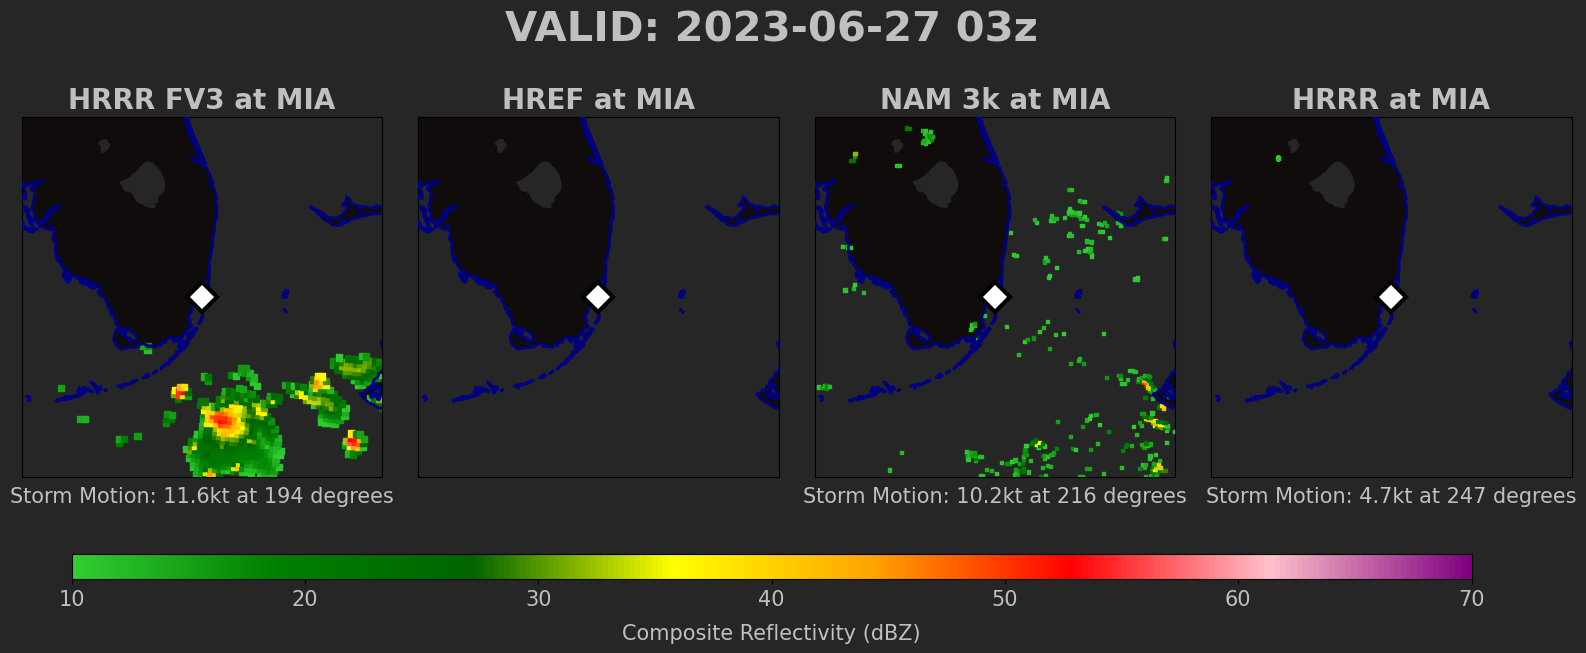 VALID: 2023-06-27 03z
HRRR FV3 at MIA
HREF at MIA
NAM 3k at MIA
HRRR at MIA
Storm Motion: 11.6kt at 194 degrees
Storm Motion: 10.2kt at 216 degrees
Storm Motion: 4.7kt at 247 degrees
10 20 30 40 50 60 70
Composite Reflectivity (dBZ)